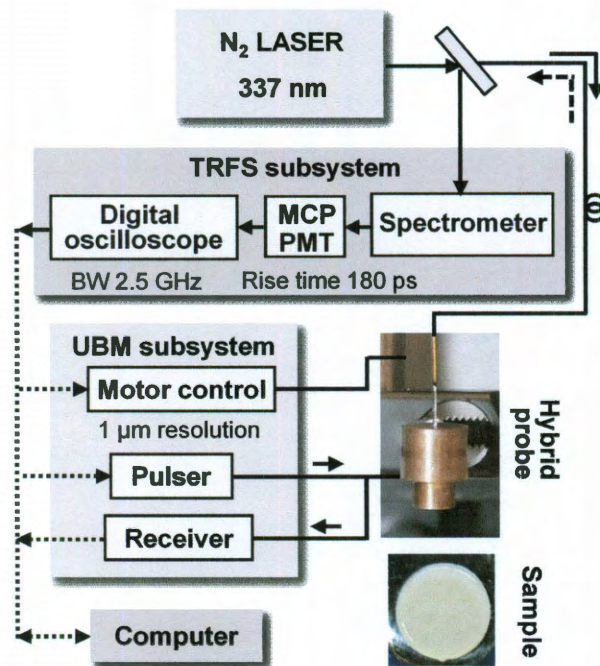 N₂ LASER
337 nm
TRFS subsystem
Digital
oscilloscope
MCP
PMT
Spectrometer
BW 2.5 GHz
Rise time 180 ps
UBM subsystem
Motor control
1 µm resolution
Pulser
Receiver
Computer
Hybrid
probe
Sample